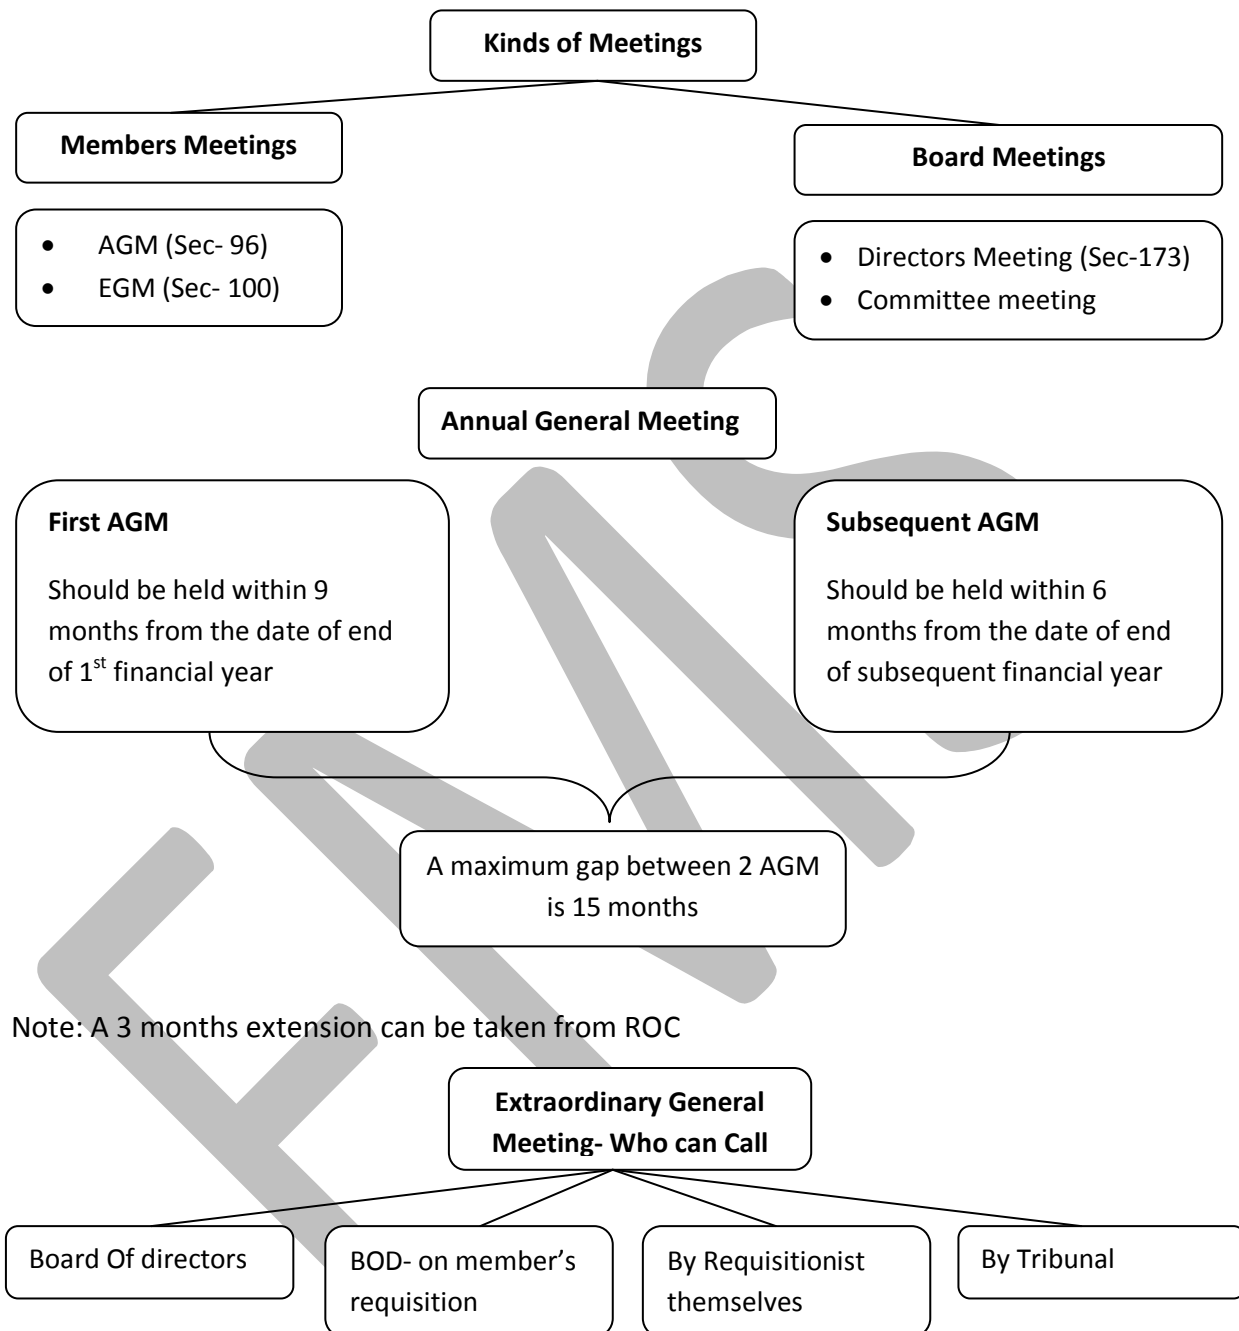 Kinds of Meetings
Members Meetings
Board Meetings
• AGM (Sec- 96)
• EGM (Sec- 100)
• Directors Meeting (Sec-173)
• Committee meeting
Annual General Meeting
First AGM
Should be held within 9
months from the date of end
of 1st financial year
Subsequent AGM
Should be held within 6
months from the date of end
of subsequent financial year
A maximum gap between 2 AGM
is 15 months
Note: A 3 months extension can be taken from ROC
Extraordinary General
Meeting- Who can Call
Board Of directors
BOD- on member’s
requisition
By Requisitionist
themselves
By Tribunal